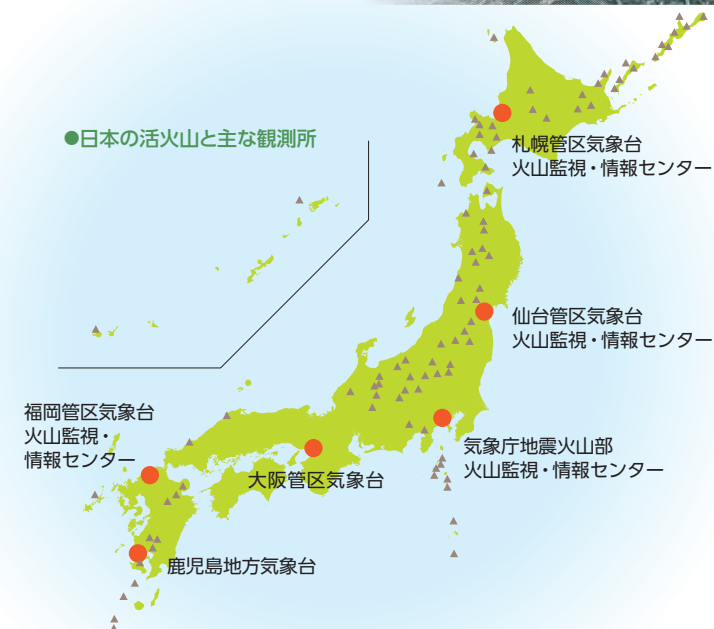 ●日本の活火山と主な観測所
札幌管区気象台
火山監視・情報センター
仙台管区気象台
火山監視・情報センター
福岡管区気象台
火山監視・
情報センター
気象庁地震火山部
火山監視・情報センター
大阪管区気象台
鹿児島地方気象台